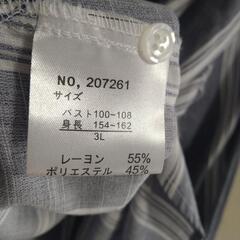 NO, 207261
サイズ
バスト100-108
身長 154-162
3L
レーヨン 55%
ポリエステル 45%